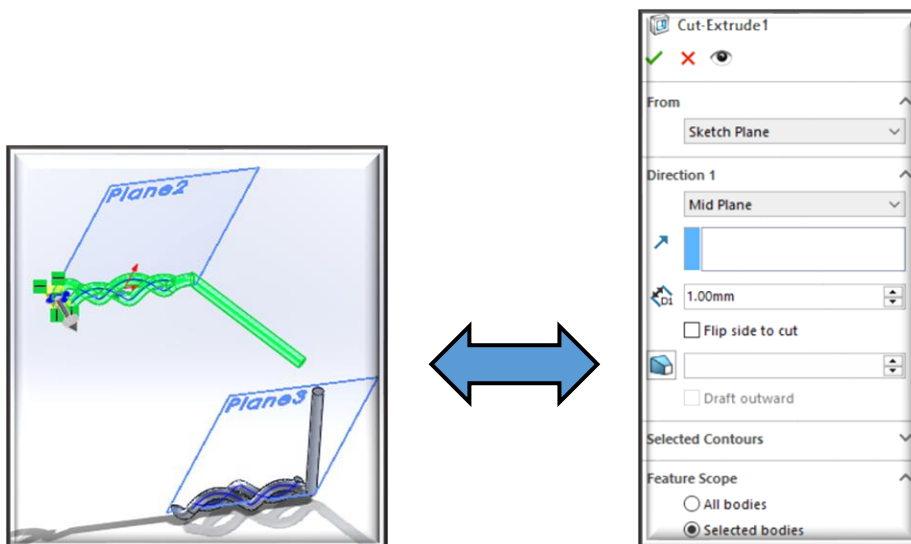 Plane2
Plane3
Cut-Extrude1
From
Sketch Plane
Direction 1
Mid Plane
D1
1.00mm
Flip side to cut
Draft outward
Selected Contours
Feature Scope
All bodies
Selected bodies